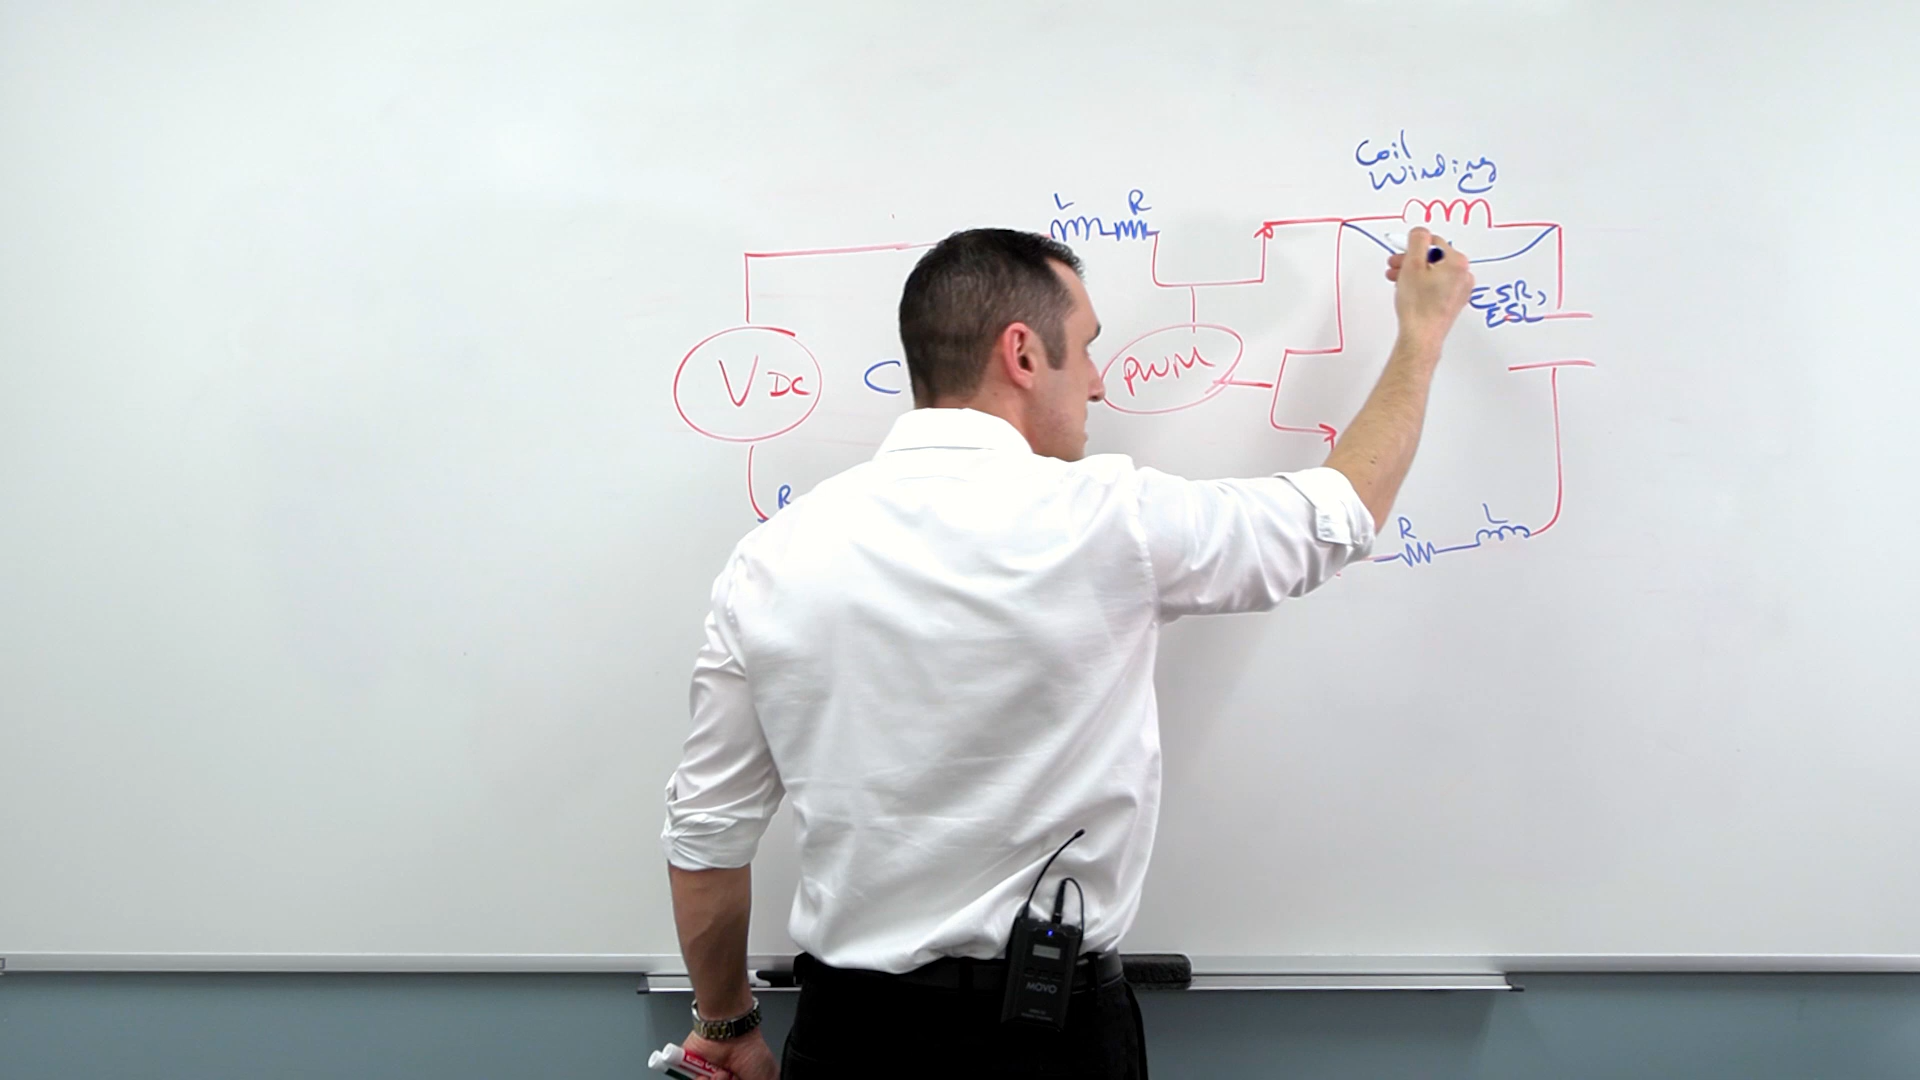 Coil
Winding
L R
ESR,
ESL
PWM
VDC
C
R
R L
MOVO